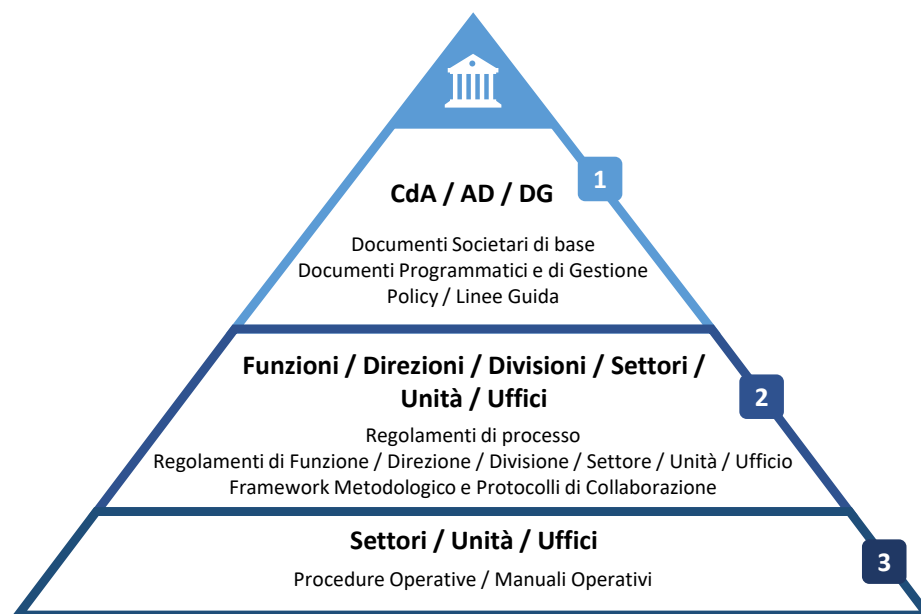 CdA / AD / DG
1
Documenti Societari di base
Documenti Programmatici e di Gestione
Policy / Linee Guida
Funzioni / Direzioni / Divisioni / Settori /
Unità / Uffici
2
Regolamenti di processo
Regolamenti di Funzione / Direzione / Divisione / Settore / Unità / Ufficio
Framework Metodologico e Protocolli di Collaborazione
Settori / Unità / Uffici
3
Procedure Operative / Manuali Operativi